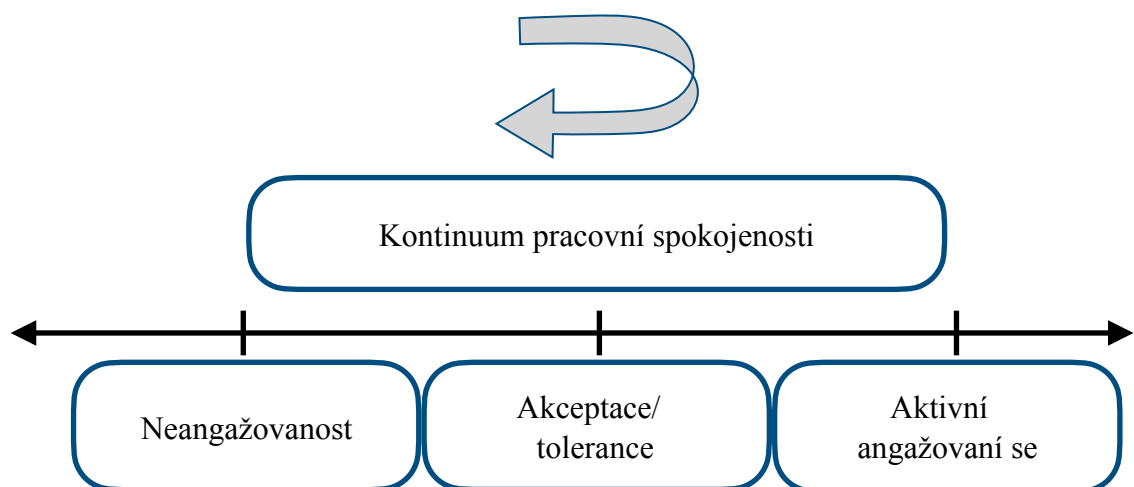 Kontinuum pracovní spokojenosti
Neangažovanost
Akceptace/
tolerance
Aktivní
angažovaní se